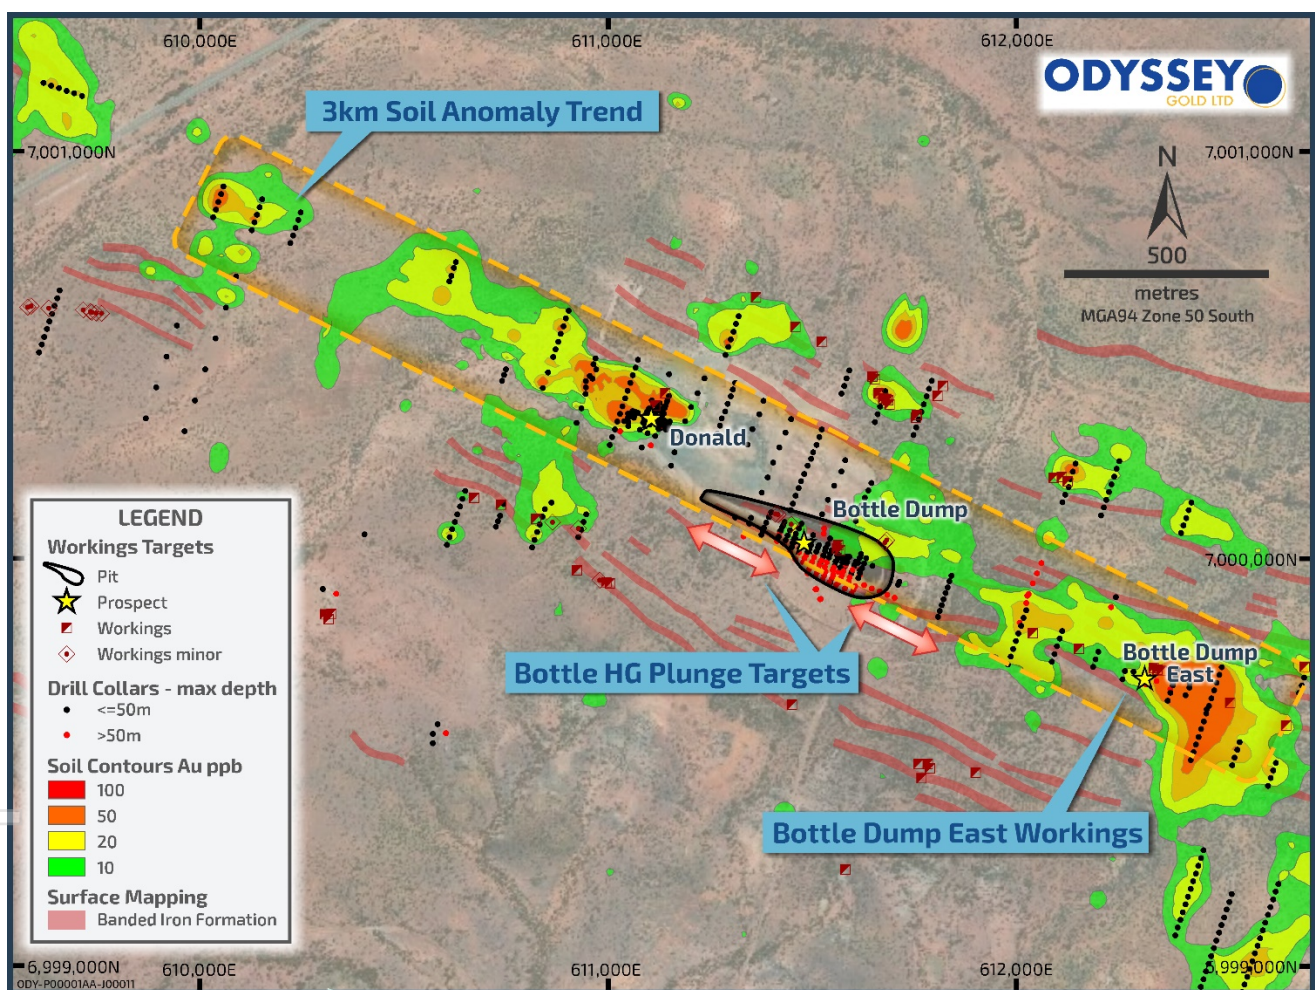 610,000E
611,000E
612,000E
ODYSSEY
GOLD LTD
3km Soil Anomaly Trend
7,001,000N
7,001,000N
N
500
metres
MGA94 Zone 50 South
Donald
Bottle Dump
7,000,000N
Bottle HG Plunge Targets
Bottle Dump
East
Bottle Dump East Workings
LEGEND
Workings Targets
Pit
Prospect
Workings
Workings minor
Drill Collars - max depth
<=50m
>50m
Soil Contours Au ppb
100
50
20
10
Surface Mapping
Banded Iron Formation
6,999,000N
610,000E
611,000E
612,000E
6,999,000N
ODY-P00001AA-J00011